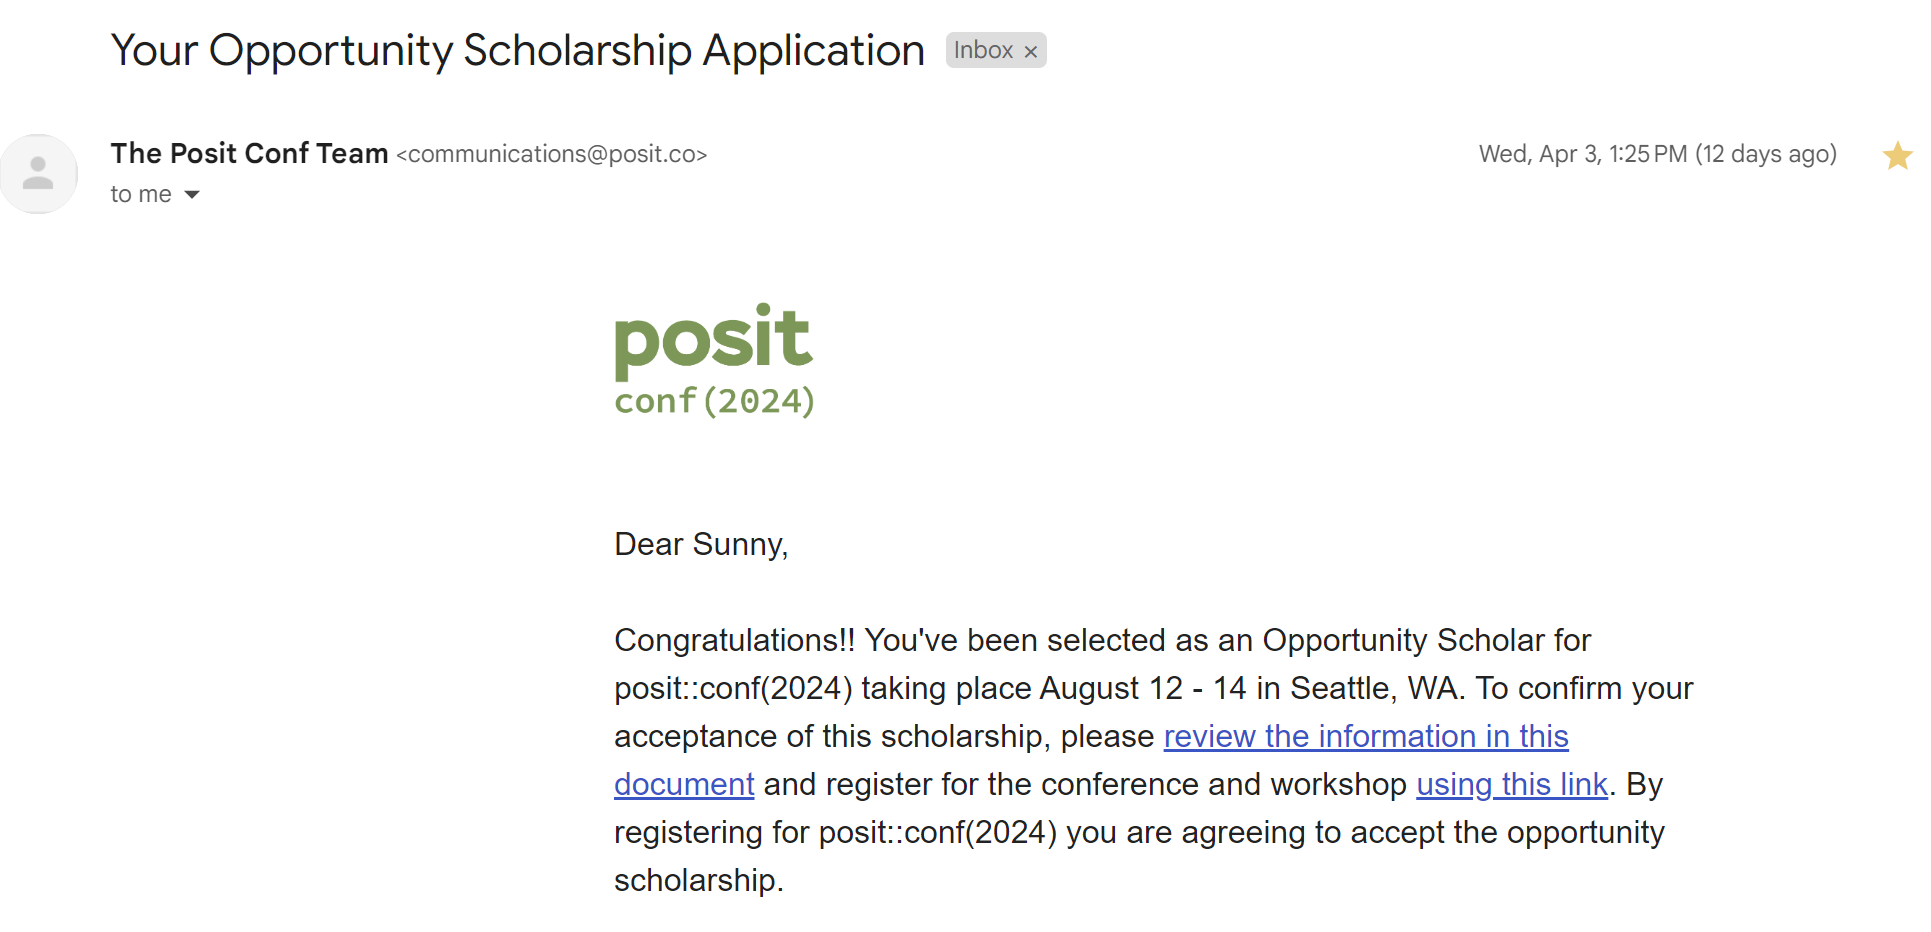 Your Opportunity Scholarship Application Inbox ×
The Posit Conf Team <communications@posit.co> Wed, Apr 3, 1:25 PM (12 days ago)
to me
posit
conf(2024)
Dear Sunny,
Congratulations!! You've been selected as an Opportunity Scholar for
posit::conf(2024) taking place August 12 - 14 in Seattle, WA. To confirm your
acceptance of this scholarship, please review the information in this
document and register for the conference and workshop using this link. By
registering for posit::conf(2024) you are agreeing to accept the opportunity
scholarship.